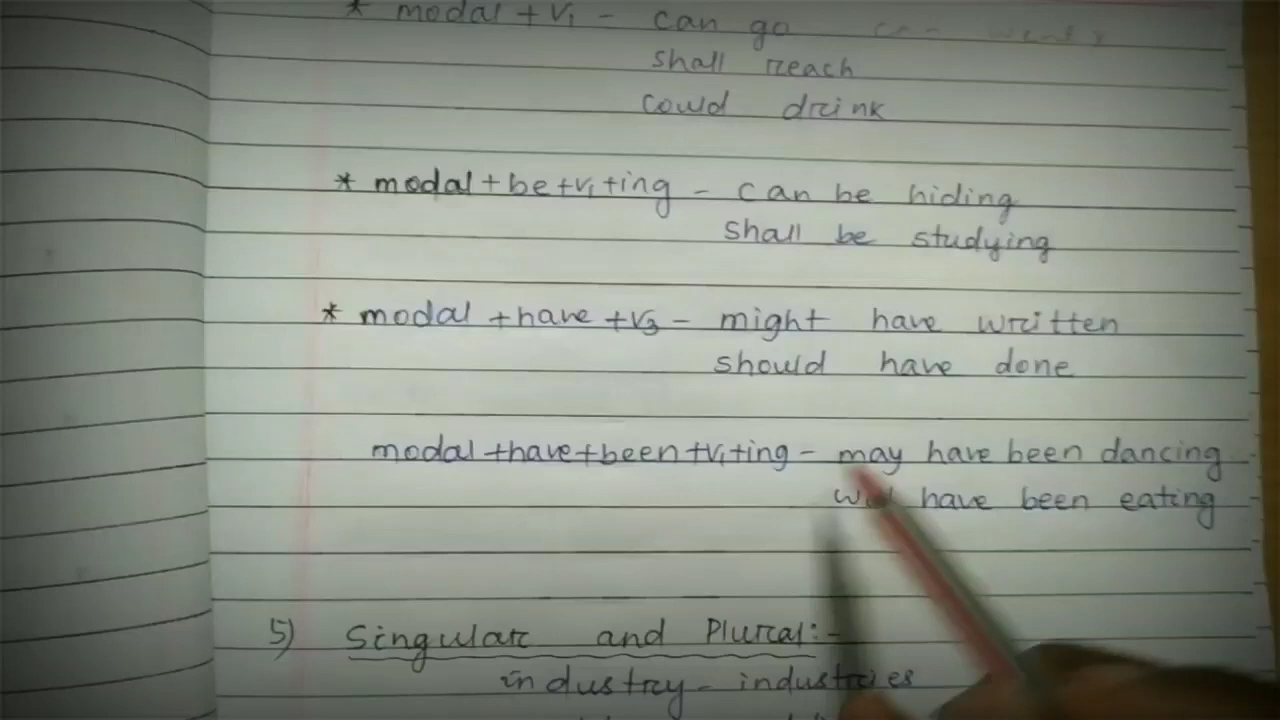 * modal + V1 - can go
shall reach
could drink
* modal+be+v1+ing - can be hiding
shall be studying
* modal +have +V3 - might have written
should have done
modal +have+been +v1+ing - may have been dancing
have been eating
5) Singular and Plural:-
industry - industries